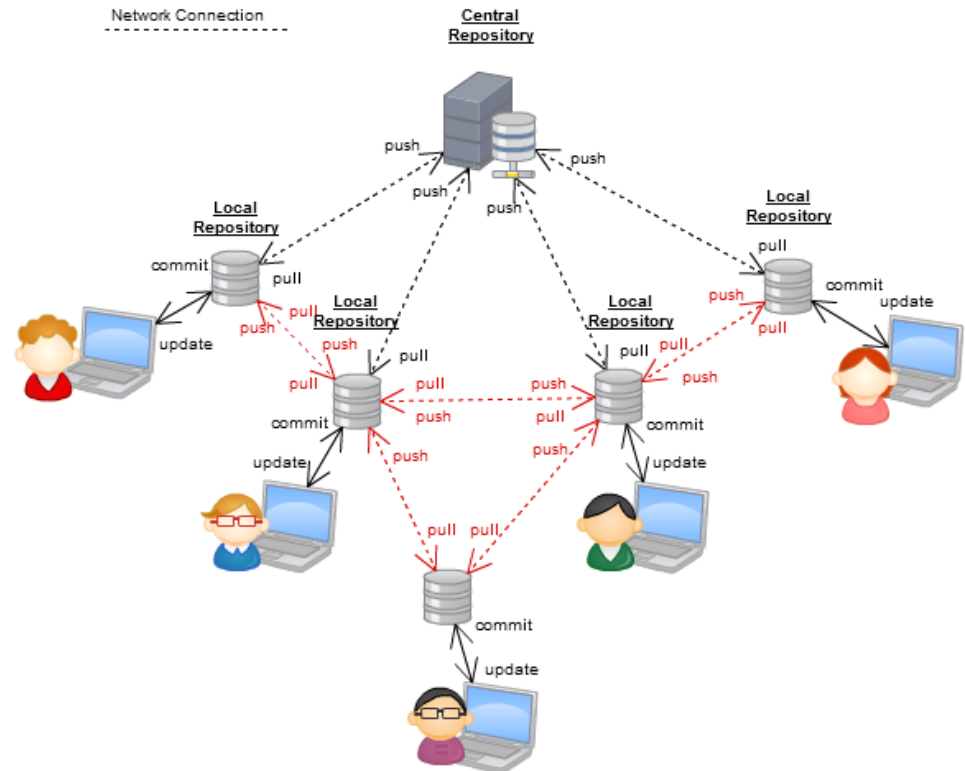 Network Connection
Central
Repository
push
push
push
push
Local
Repository
Local
Repository
pull
commit
pull
commit
update
Local
Repository
Local
Repository
push
pull
update
push
pull
push
pull
pull
pull
push
pull
pull
push
push
pull
push
commit
push
pull
commit
push
push
update
update
pull
pull
commit
update